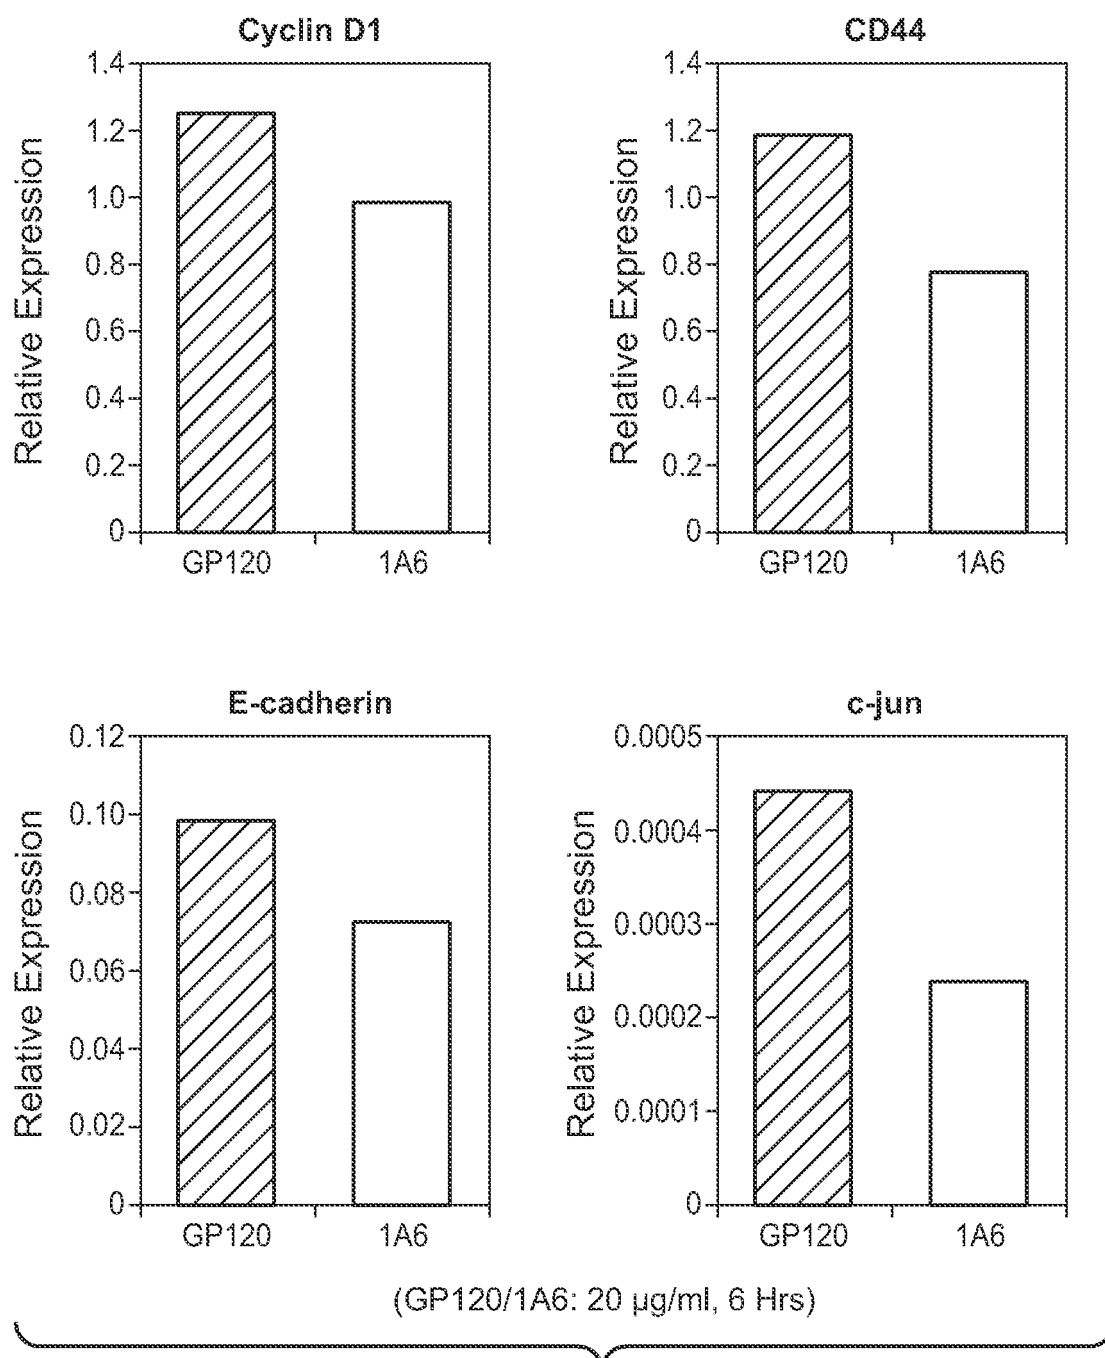 Cyclin D1
Relative Expression
1.4
1.2
1.0
0.8
0.6
0.4
0.2
0
GP120 1A6
CD44
Relative Expression
1.4
1.2
1.0
0.8
0.6
0.4
0.2
0
GP120 1A6
E-cadherin
Relative Expression
0.12
0.10
0.08
0.06
0.04
0.02
0
GP120 1A6
c-jun
Relative Expression
0.0005
0.0004
0.0003
0.0002
0.0001
0
GP120 1A6
(GP120/1A6: 20 µg/ml, 6 Hrs)